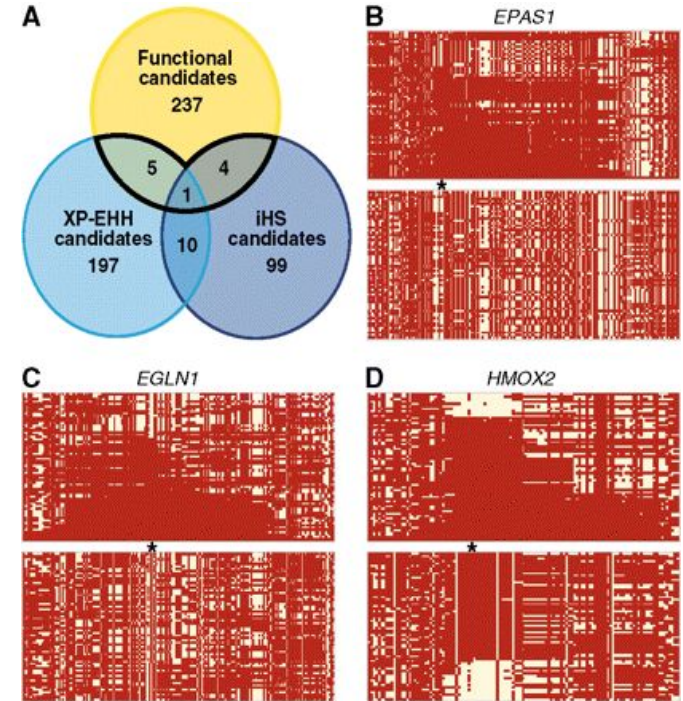 A
Functional
candidates
237
5
4
1
XP-EHH
candidates
197
10
iHS
candidates
99
B
EPAS1
*
C
EGLN1
*
D
HMOX2
*